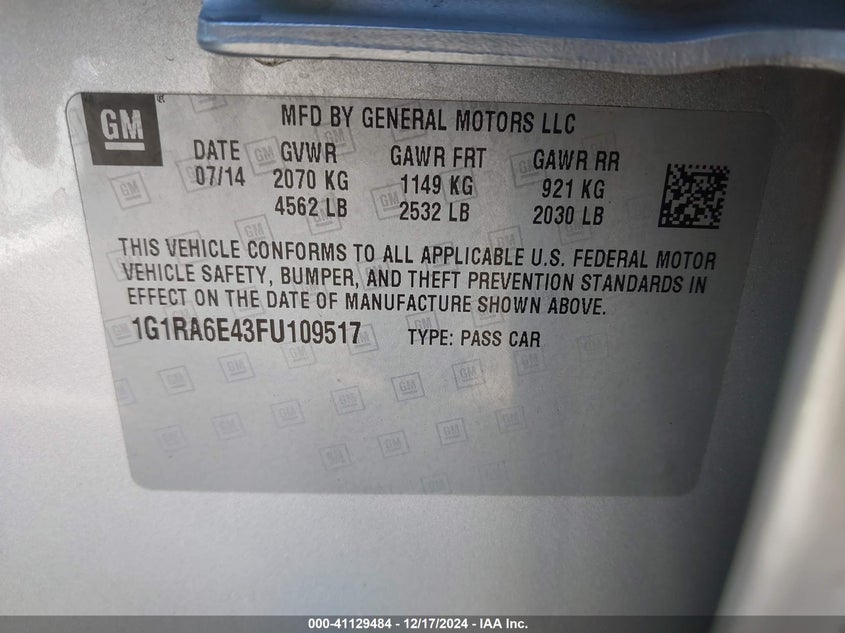 GM
MFD BY GENERAL MOTORS LLC
DATE GVWR GAWR FRT GAWR RR
07/14 2070 KG 1149 KG 921 KG
4562 LB 2532 LB 2030 LB
THIS VEHICLE CONFORMS TO ALL APPLICABLE U.S. FEDERAL MOTOR
VEHICLE SAFETY, BUMPER, AND THEFT PREVENTION STANDARDS IN
EFFECT ON THE DATE OF MANUFACTURE SHOWN ABOVE.
1G1RA6E43FU109517 TYPE: PASS CAR
000-41129484 - 12/17/2024 - IAA Inc.